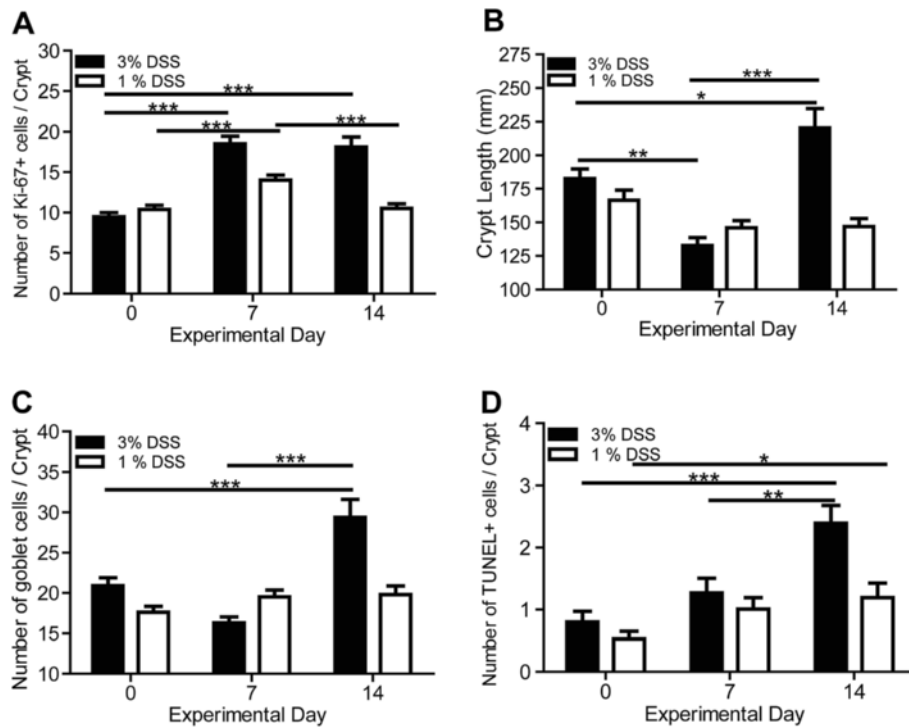 A
Number of Ki-67+ cells / Crypt
30
25
20
15
10
5
0
3% DSS
1 % DSS
***
***
***
***
0 7 14
Experimental Day
B
Crypt Length (mm)
275
250
225
200
175
150
125
100
3% DSS
1% DSS
***
*
**
0 7 14
Experimental Day
C
Number of goblet cells / Crypt
40
35
30
25
20
15
10
3% DSS
1 % DSS
***
***
0 7 14
Experimental Day
D
Number of TUNEL+ cells / Crypt
4
3
2
1
0
3% DSS
1 % DSS
*
***
**
0 7 14
Experimental Day